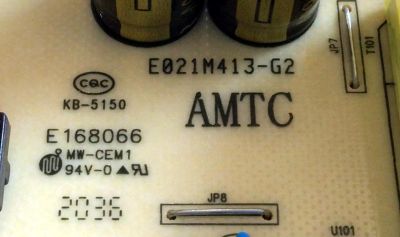 E021M413-G2
JP7
T101
CQC
KB-5150
AMTC
E168066
MW-CEM1
94V-0
JP8
2036
U101